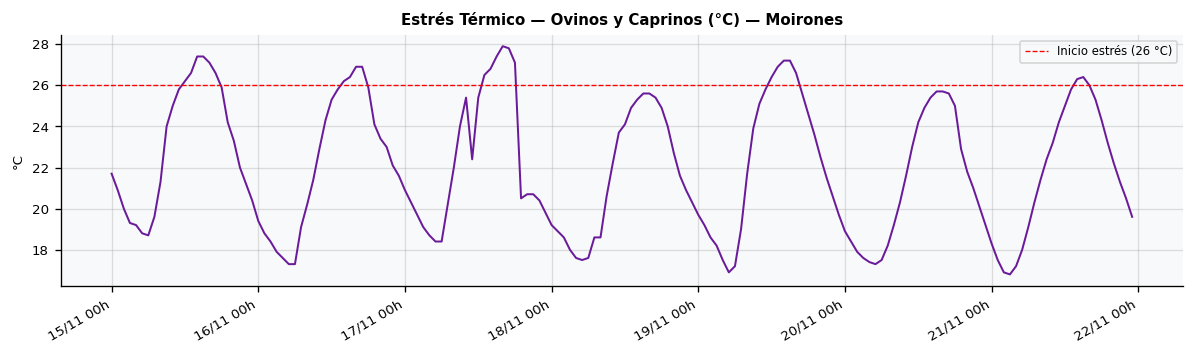 Estrés Térmico — Ovinos y Caprinos (°C) — Moirones
Inicio estrés (26 °C)
°C
28
26
24
22
20
18
15/11 00h
16/11 00h
17/11 00h
18/11 00h
19/11 00h
20/11 00h
21/11 00h
22/11 00h